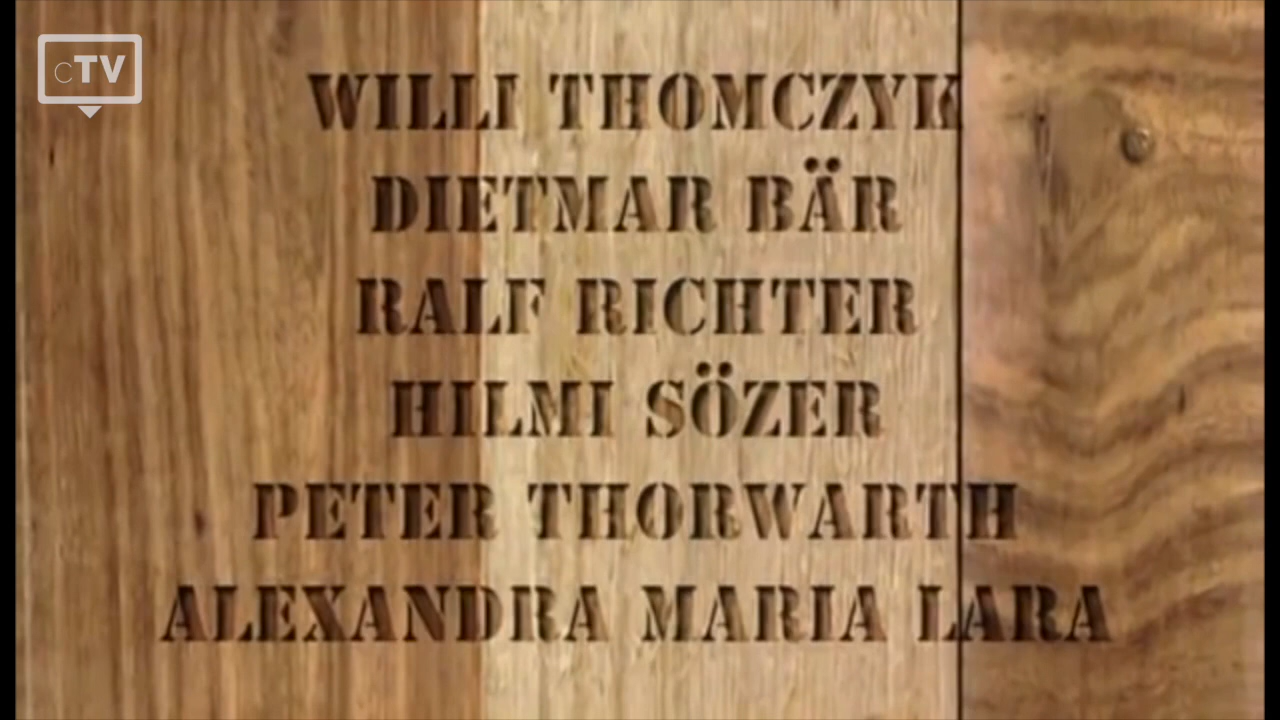 cTV
WILLI THOMCZYK
DIETMAR BÄR
RALF RICHTER
HILMI SÖZER
PETER THORWARTH
ALEXANDRA MARIA LARA